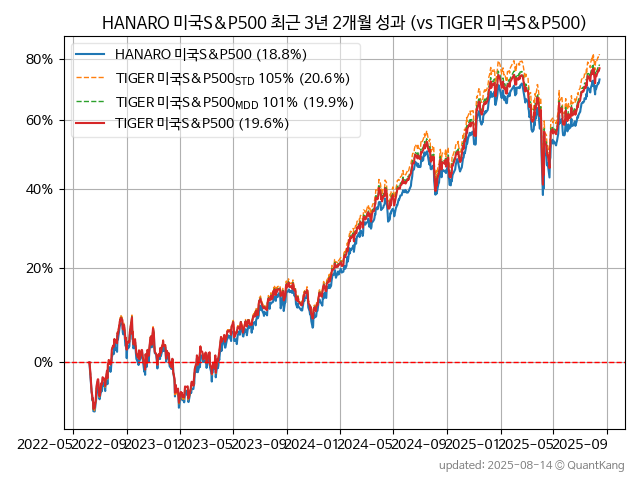 HANARO 미국S&P500 최근 3년 2개월 성과 (vs TIGER 미국S&P500)
HANARO 미국S&P500 (18.8%)
TIGER 미국S&P500STD 105% (20.6%)
TIGER 미국S&P500MDD 101% (19.9%)
TIGER 미국S&P500 (19.6%)
80%
60%
40%
20%
0%
2022-05 2022-09 2023-01 2023-05 2023-09 2024-01 2024-05 2024-09 2025-01 2025-05 2025-09
updated: 2025-08-14 © QuantKang